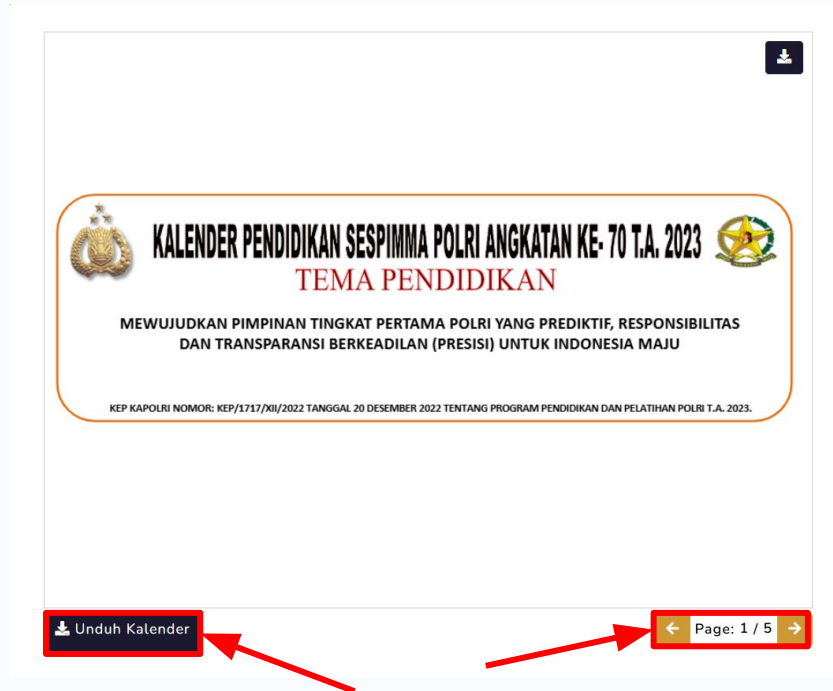 KALENDER PENDIDIKAN SESPIMMA POLRI ANGKATAN KE- 70 T.A. 2023
TEMA PENDIDIKAN
MEWUJUDKAN PIMPINAN TINGKAT PERTAMA POLRI YANG PREDIKTIF, RESPONSIBILITAS
DAN TRANSPARANSI BERKEADILAN (PRESISI) UNTUK INDONESIA MAJU
KEP KAPOLRI NOMOR: KEP/1717/XII/2022 TANGGAL 20 DESEMBER 2022 TENTANG PROGRAM PENDIDIKAN DAN PELATIHAN POLRI T.A. 2023.
Unduh Kalender
Page: 1 / 5